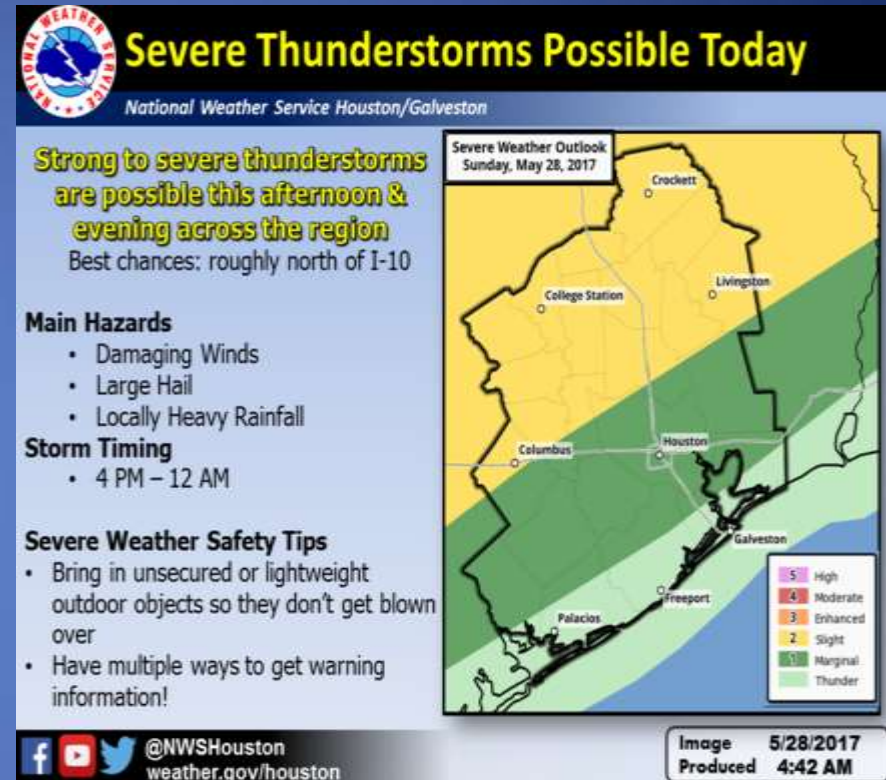 NATIONAL WEATHER SERVICE
Severe Thunderstorms Possible Today
National Weather Service Houston/Galveston
Strong to severe thunderstorms
are possible this afternoon &
evening across the region
Best chances: roughly north of I-10
Main Hazards
• Damaging Winds
• Large Hail
• Locally Heavy Rainfall
Storm Timing
• 4 PM – 12 AM
Severe Weather Safety Tips
• Bring in unsecured or lightweight
outdoor objects so they don't get blown
over
• Have multiple ways to get warning
information!
Severe Weather Outlook
Sunday, May 28, 2017
Crockett
Livingston
College Station
Houston
Columbus
Galveston
Freeport
Palacios
5 High
4 Moderate
3 Enhanced
2 Slight
1 Marginal
Thunder
@NWSHouston
weather.gov/houston
Image 5/28/2017
Produced 4:42 AM